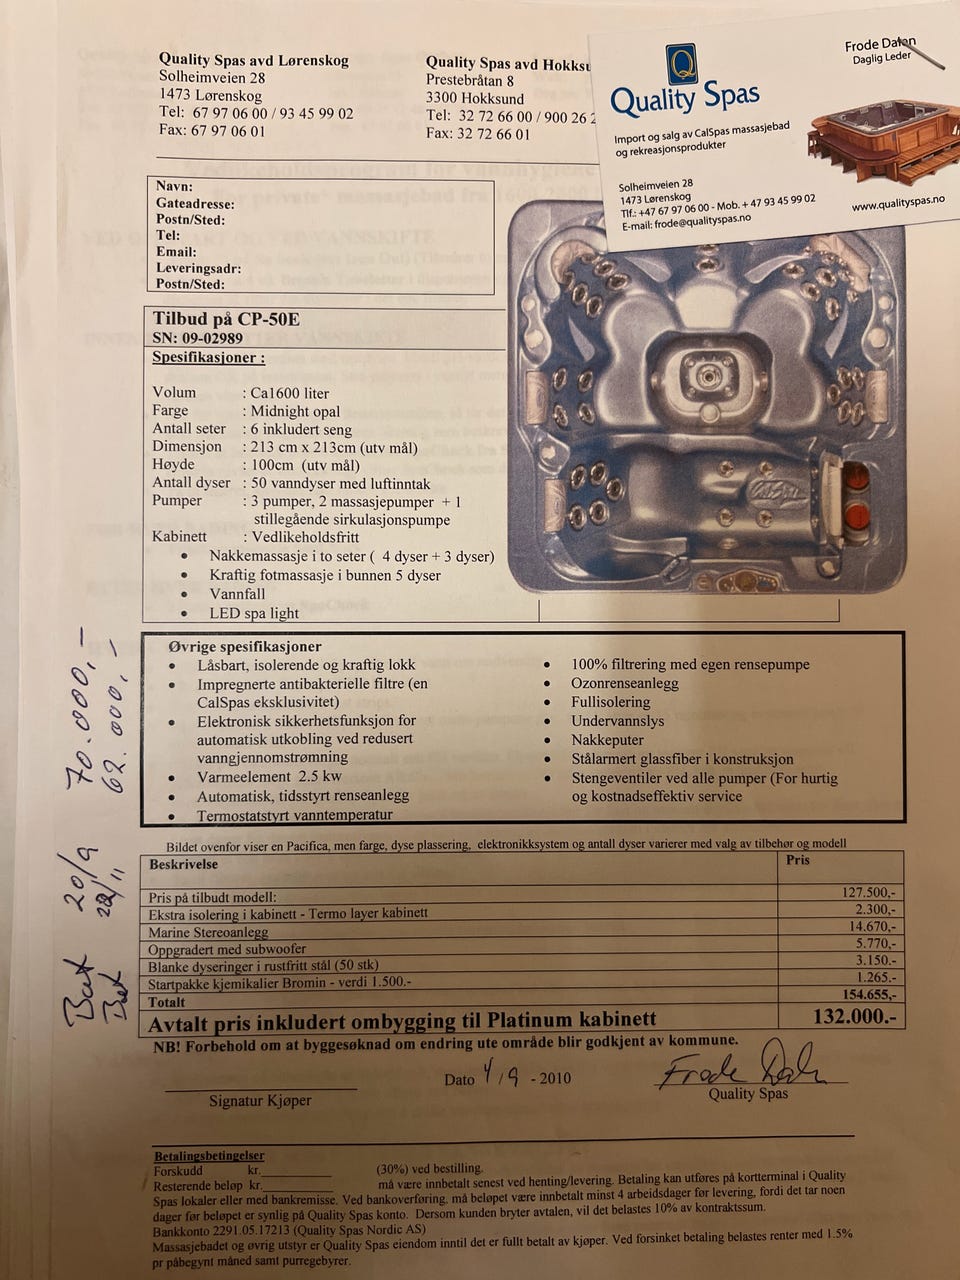 Quality Spas avd Lørenskog
Solheimveien 28
1473 Lørenskog
Tel: 67 97 06 00 / 93 45 99 02
Fax: 67 97 06 01
Quality Spas avd Hokksu
Prestebråtan 8
3300 Hokksund
Tel: 32 72 66 00 / 900 26 2
Fax: 32 72 66 01
Q
Quality Spas
Frode Dalen
Daglig Leder
Import og salg av CalSpas massasjebad
og rekreasjonsprodukter
Solheimveien 28
1473 Lørenskog
Tlf.: +47 67 97 06 00 - Mob. + 47 93 45 99 02
E-mail: frode@qualityspas.no
www.qualityspas.no
Navn:
Gateadresse:
Postn/Sted:
Tel:
Email:
Leveringsadr:
Postn/Sted:
Tilbud på CP-50E
SN: 09-02989
Spesifikasjoner :
Volum : Ca1600 liter
Farge : Midnight opal
Antall seter : 6 inkludert seng
Dimensjon : 213 cm x 213cm (utv mål)
Høyde : 100cm (utv mål)
Antall dyser : 50 vanndyser med luftinntak
Pumper : 3 pumper, 2 massasjepumper + 1
stillegående sirkulasjonspumpe
Kabinett : Vedlikeholdsfritt
• Nakkemassasje i to seter ( 4 dyser + 3 dyser)
• Kraftig fotmassasje i bunnen 5 dyser
• Vannfall
• LED spa light
Øvrige spesifikasjoner
• Låsbart, isolerende og kraftig lokk
• Impregnerte antibakterielle filtre (en
CalSpas eksklusivitet)
• Elektronisk sikkerhetsfunksjon for
automatisk utkobling ved redusert
vanngjennomstrømning
• Varmeelement 2.5 kw
• Automatisk, tidsstyrt renseanlegg
• Termostatstyrt vanntemperatur
• 100% filtrering med egen rensepumpe
• Ozonrenseanlegg
• Fullisolering
• Undervannslys
• Nakkeputer
• Stålarmert glassfiber i konstruksjon
• Stengeventiler ved alle pumper (For hurtig
og kostnadseffektiv service
Bildet ovenfor viser en Pacifica, men farge, dyse plassering, elektronikksystem og antall dyser varierer med valg av tilbehør og modell
Beskrivelse Pris
Pris på tilbudt modell: 127.500,-
Ekstra isolering i kabinett - Termo layer kabinett 2.300,-
Marine Stereoanlegg 14.670,-
Oppgradert med subwoofer 5.770,-
Blanke dyseringer i rustfritt stål (50 stk) 3.150.-
Startpakke kjemikalier Bromin - verdi 1.500.- 1.265.-
Totalt 154.655,-
Avtalt pris inkludert ombygging til Platinum kabinett 132.000.-
NB! Forbehold om at byggesøknad om endring ute område blir godkjent av kommune.
Dato 4/9 - 2010
Frode Dalen
Signatur Kjøper
Quality Spas
Betalingsbetingelser
Forskudd kr.__________ (30%) ved bestilling.
Resterende beløp kr.__________ må være innbetalt senest ved henting/levering. Betaling kan utføres på kortterminal i Quality
Spas lokaler eller med bankremisse. Ved bankoverføring, må beløpet være innbetalt minst 4 arbeidsdager før levering, fordi det tar noen
dager før beløpet er synlig på Quality Spas konto. Dersom kunden bryter avtalen, vil det belastes 10% av kontraktssum.
Bankkonto 2291.05.17213 (Quality Spas Nordic AS)
Massasjebadet og øvrig utstyr er Quality Spas eiendom inntil det er fullt betalt av kjøper. Ved forsinket betaling belastes renter med 1.5%
pr påbegynt måned samt purregebyrer.
Bet 20/9 70.000,-
Bet 22/11 62.000,-